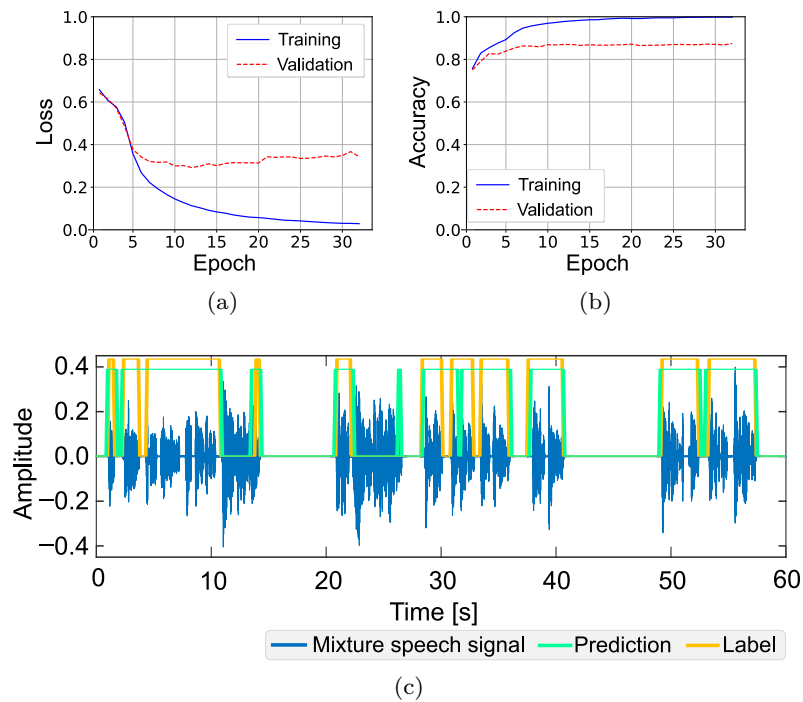 1.0
0.8
0.6
0.4
0.2
0.0
Loss
Training
Validation
0 5 10 15 20 25 30
Epoch
(a)
1.0
0.8
0.6
0.4
0.2
0.0
Accuracy
Training
Validation
0 5 10 15 20 25 30
Epoch
(b)
0.4
0.2
0.0
−0.2
−0.4
Amplitude
0 10 20 30 40 50 60
Time [s]
Mixture speech signal Prediction Label
(c)